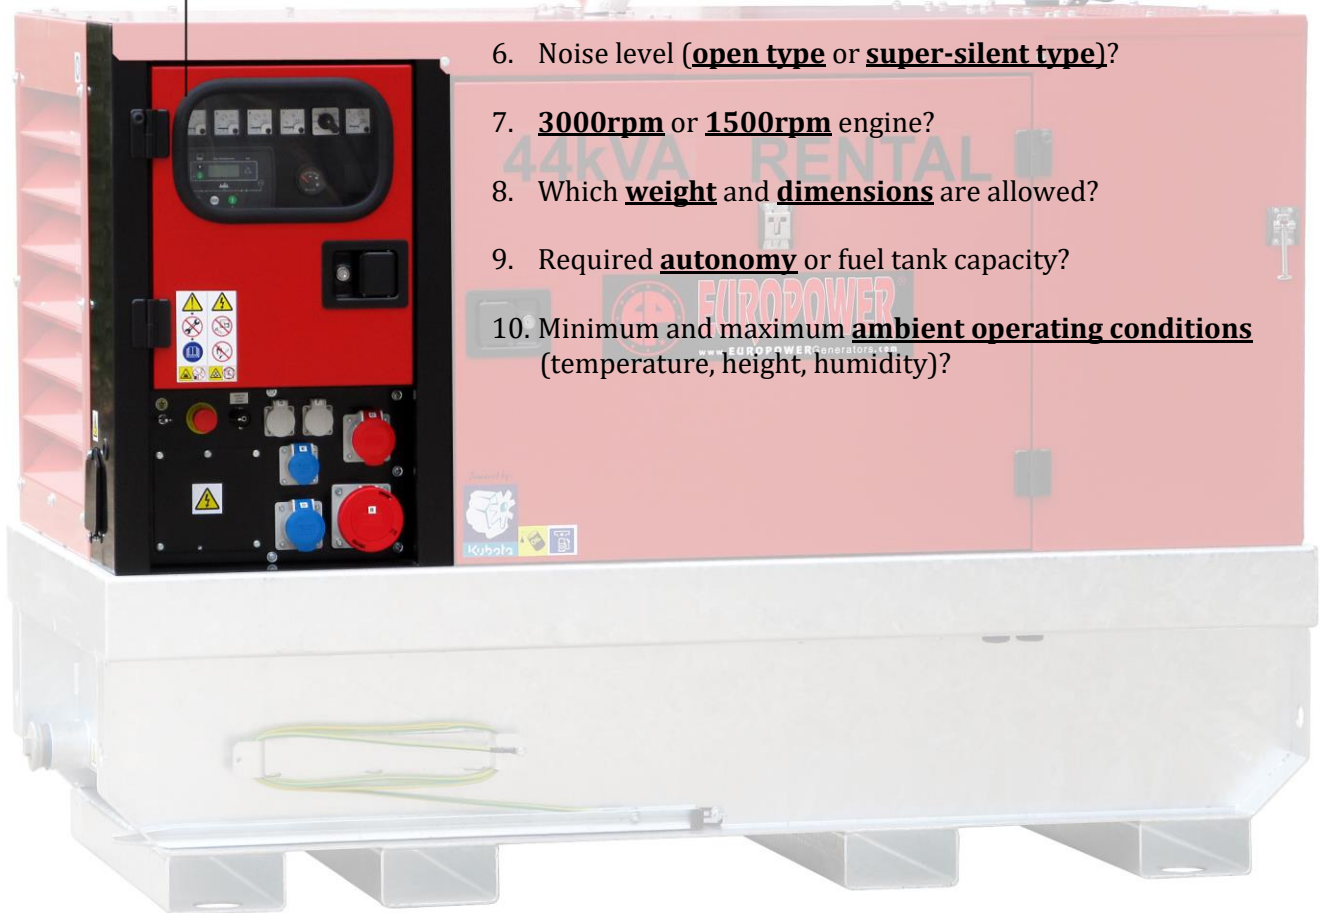 6. Noise level (open type or super-silent type)?
7. 3000rpm or 1500rpm engine?
44kVA RENTAL
8. Which weight and dimensions are allowed?
9. Required autonomy or fuel tank capacity?
EUROPOWER
10. Minimum and maximum ambient operating conditions
www.EUROPOWERGenerators.com
(temperature, height, humidity)?
Powered by:
Kubota